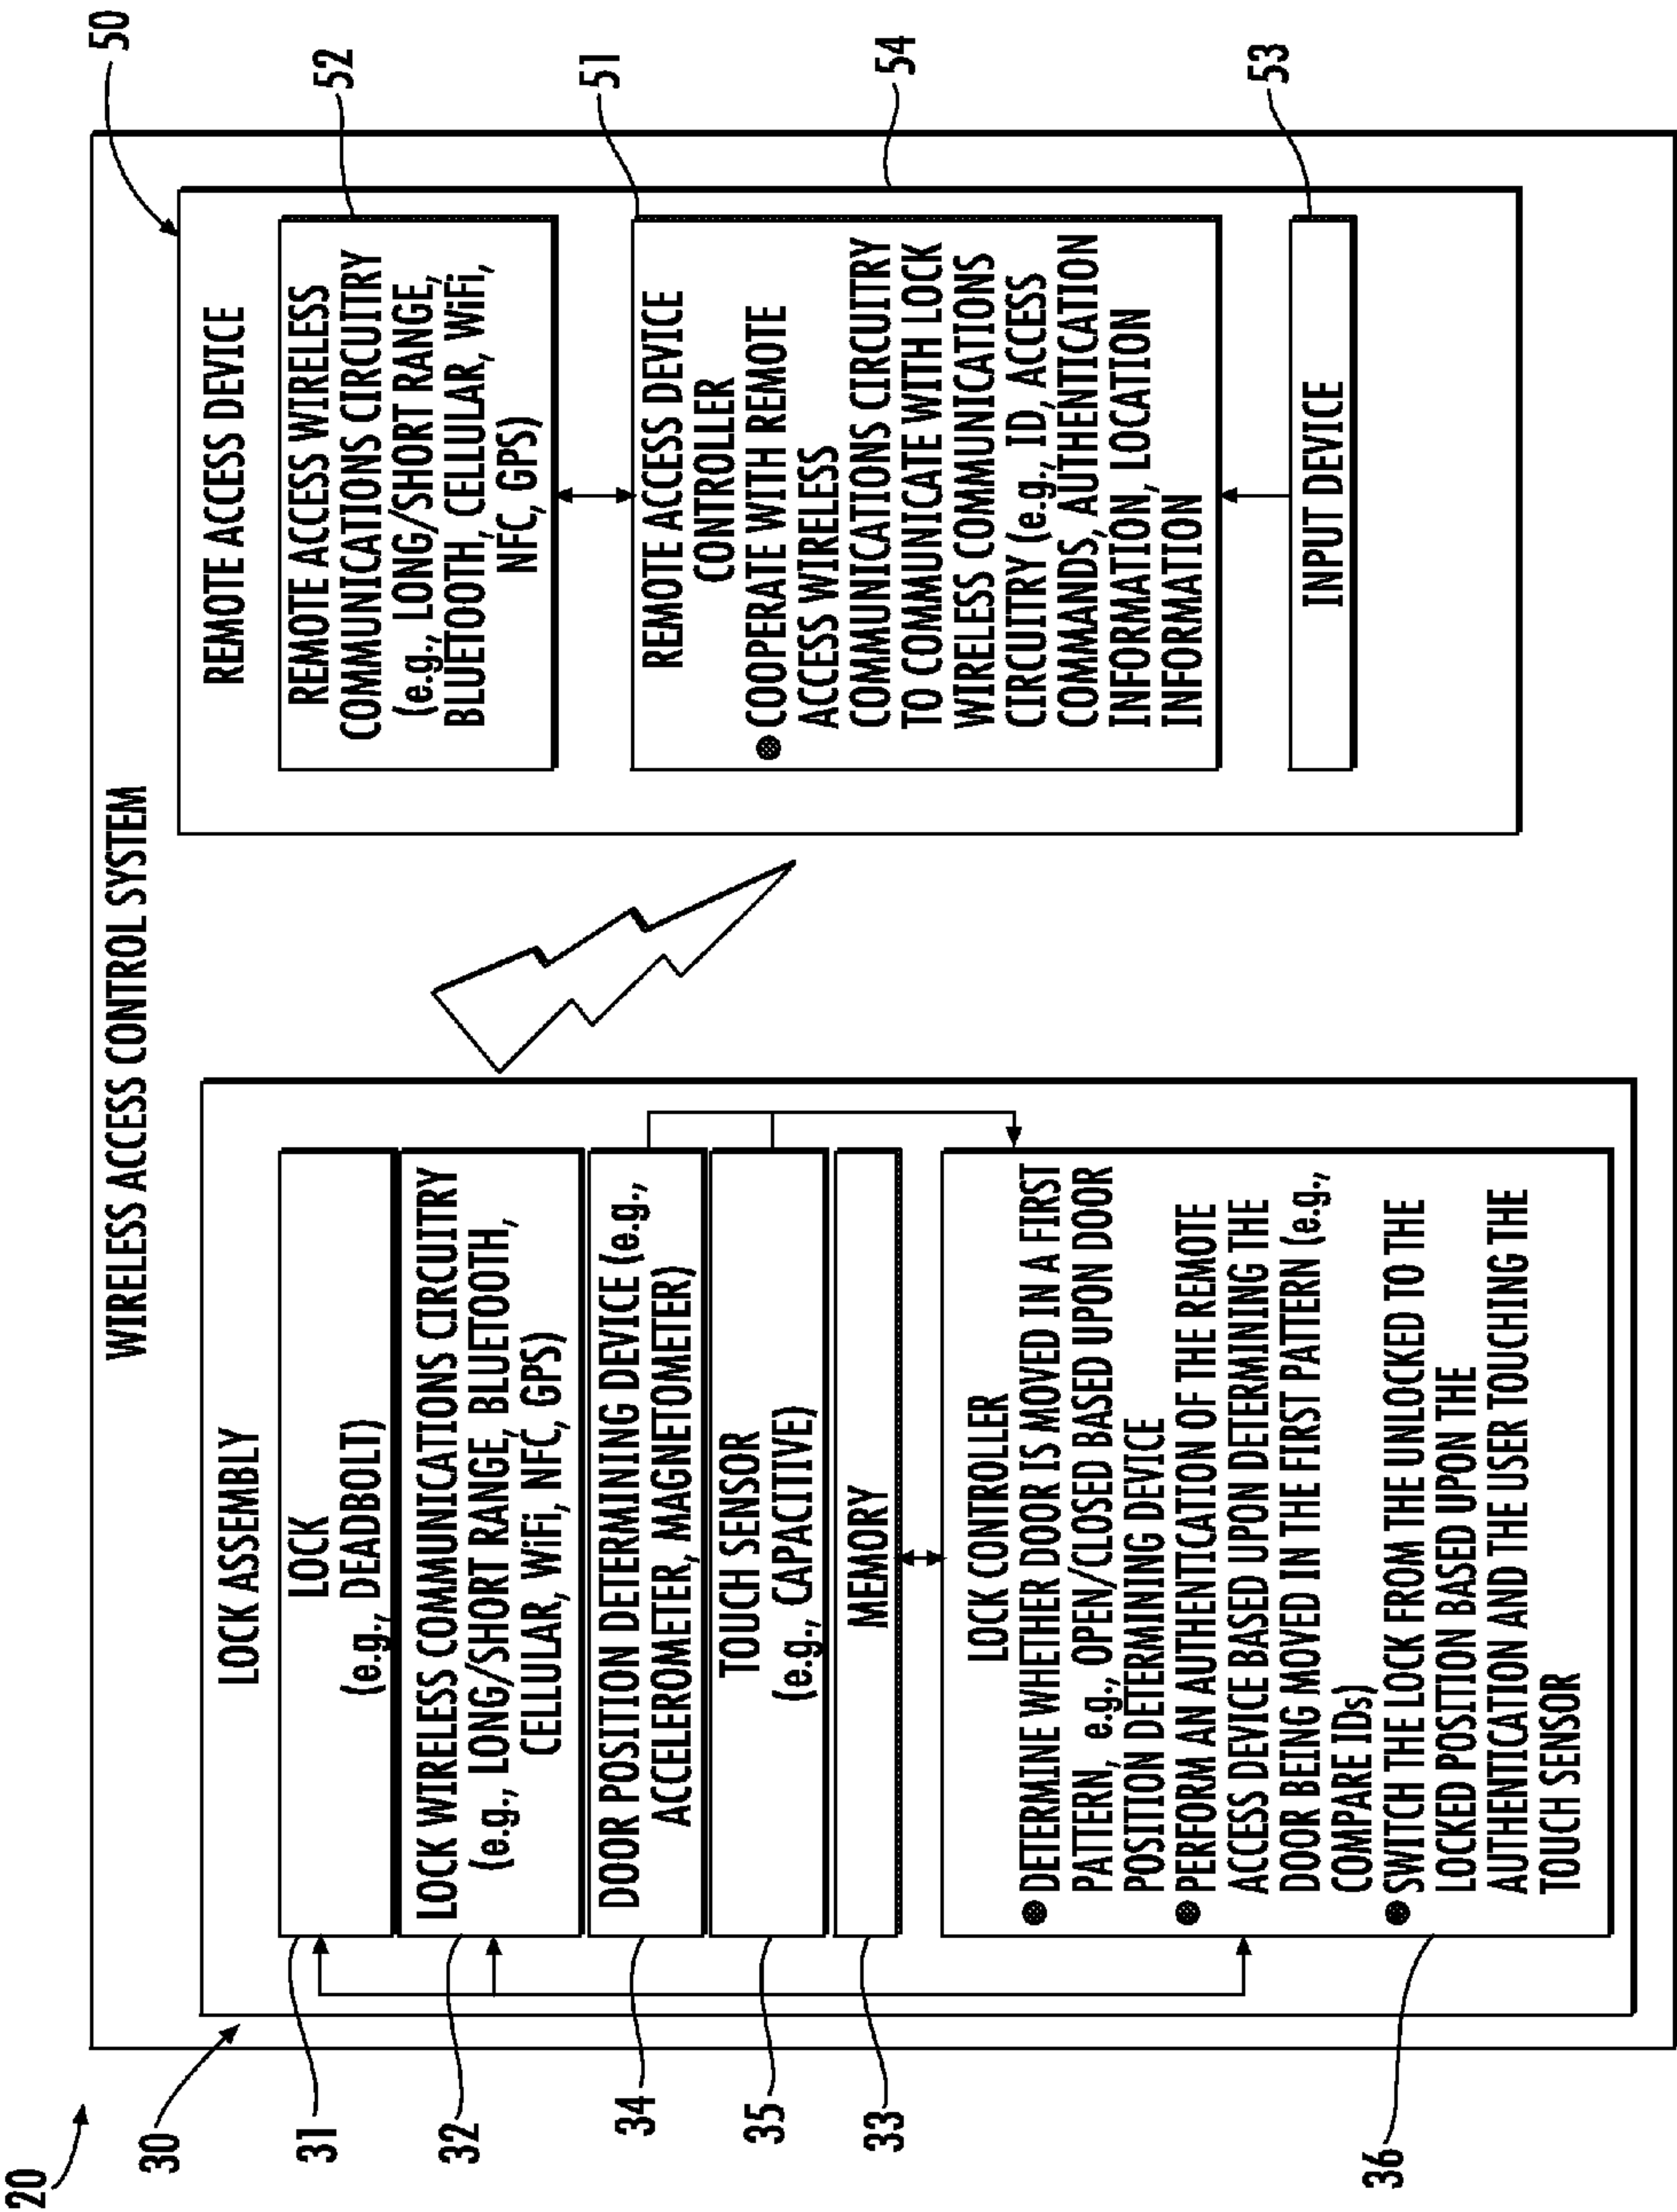 WIRELESS ACCESS CONTROL SYSTEM
20
30
LOCK ASSEMBLY
31
LOCK
(e.g., DEADBOLT)
32
LOCK WIRELESS COMMUNICATIONS CIRCUITRY
(e.g., LONG/SHORT RANGE, BLUETOOTH,
CELLULAR, WiFi, NFC, GPS)
34
DOOR POSITION DETERMINING DEVICE (e.g.,
ACCELEROMETER, MAGNETOMETER)
35
TOUCH SENSOR
(e.g., CAPACITIVE)
33
MEMORY
36
LOCK CONTROLLER
● DETERMINE WHETHER DOOR IS MOVED IN A FIRST
PATTERN, e.g., OPEN/CLOSED BASED UPON DOOR
POSITION DETERMINING DEVICE
● PERFORM AN AUTHENTICATION OF THE REMOTE
ACCESS DEVICE BASED UPON DETERMINING THE
DOOR BEING MOVED IN THE FIRST PATTERN (e.g.,
COMPARE IDs)
● SWITCH THE LOCK FROM THE UNLOCKED TO THE
LOCKED POSITION BASED UPON THE
AUTHENTICATION AND THE USER TOUCHING THE
TOUCH SENSOR
50
REMOTE ACCESS DEVICE
52
REMOTE ACCESS WIRELESS
COMMUNICATIONS CIRCUITRY
(e.g., LONG/SHORT RANGE,
BLUETOOTH, CELLULAR, WiFi,
NFC, GPS)
51
REMOTE ACCESS DEVICE
CONTROLLER
● COOPERATE WITH REMOTE
ACCESS WIRELESS
COMMUNICATIONS CIRCUITRY
TO COMMUNICATE WITH LOCK
WIRELESS COMMUNICATIONS
CIRCUITRY (e.g., ID, ACCESS
COMMANDS, AUTHENTICATION
INFORMATION, LOCATION
INFORMATION
54
53
INPUT DEVICE